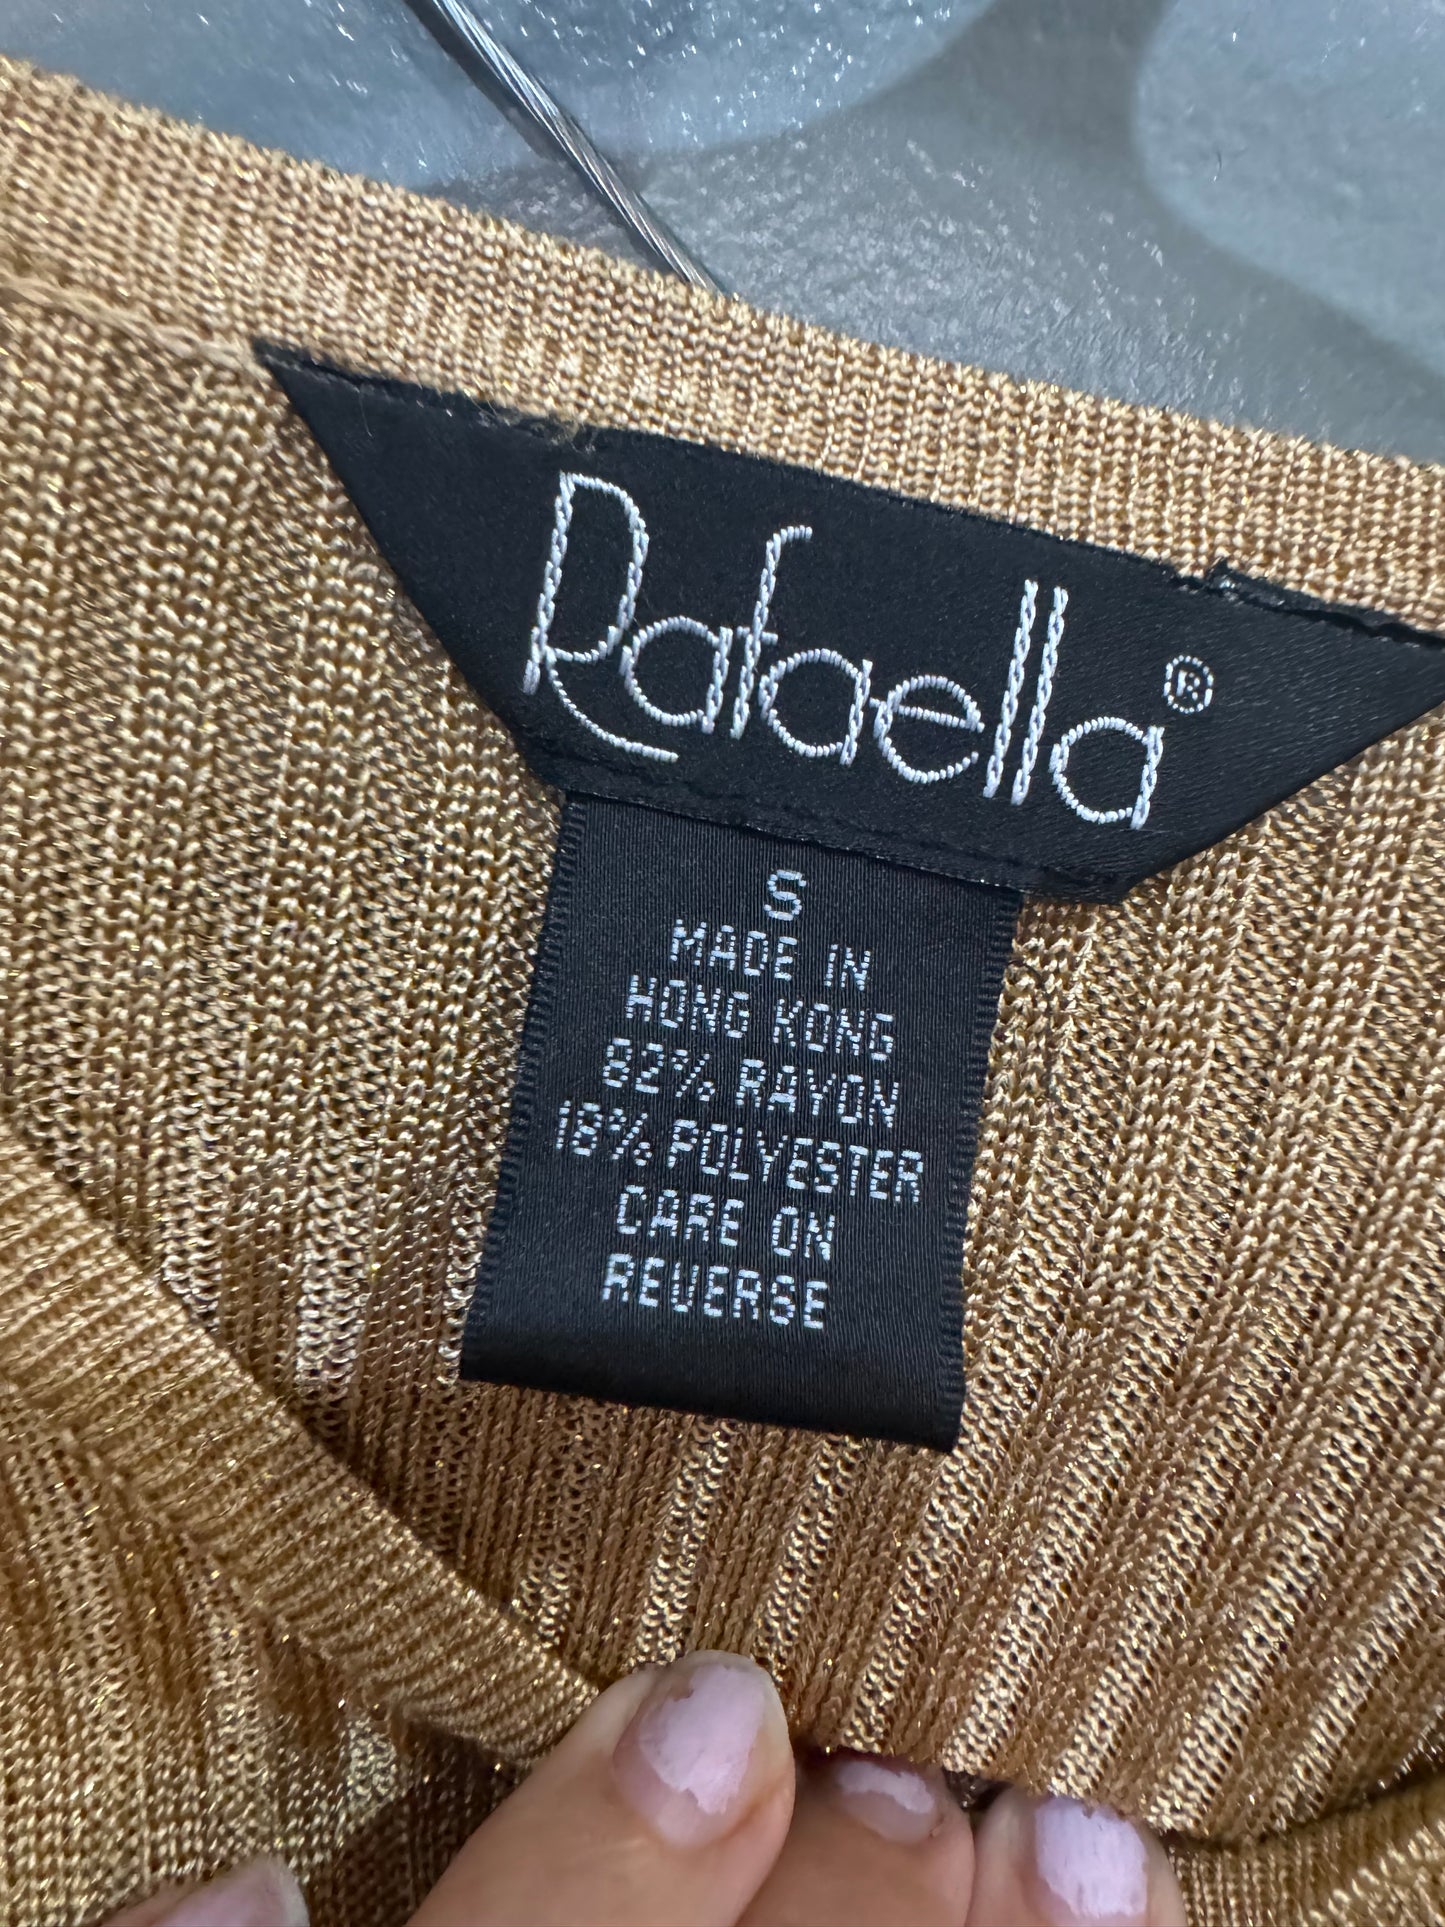 Rafaella®
S
MADE IN
HONG KONG
82% RAYON
18% POLYESTER
CARE ON
REVERSE